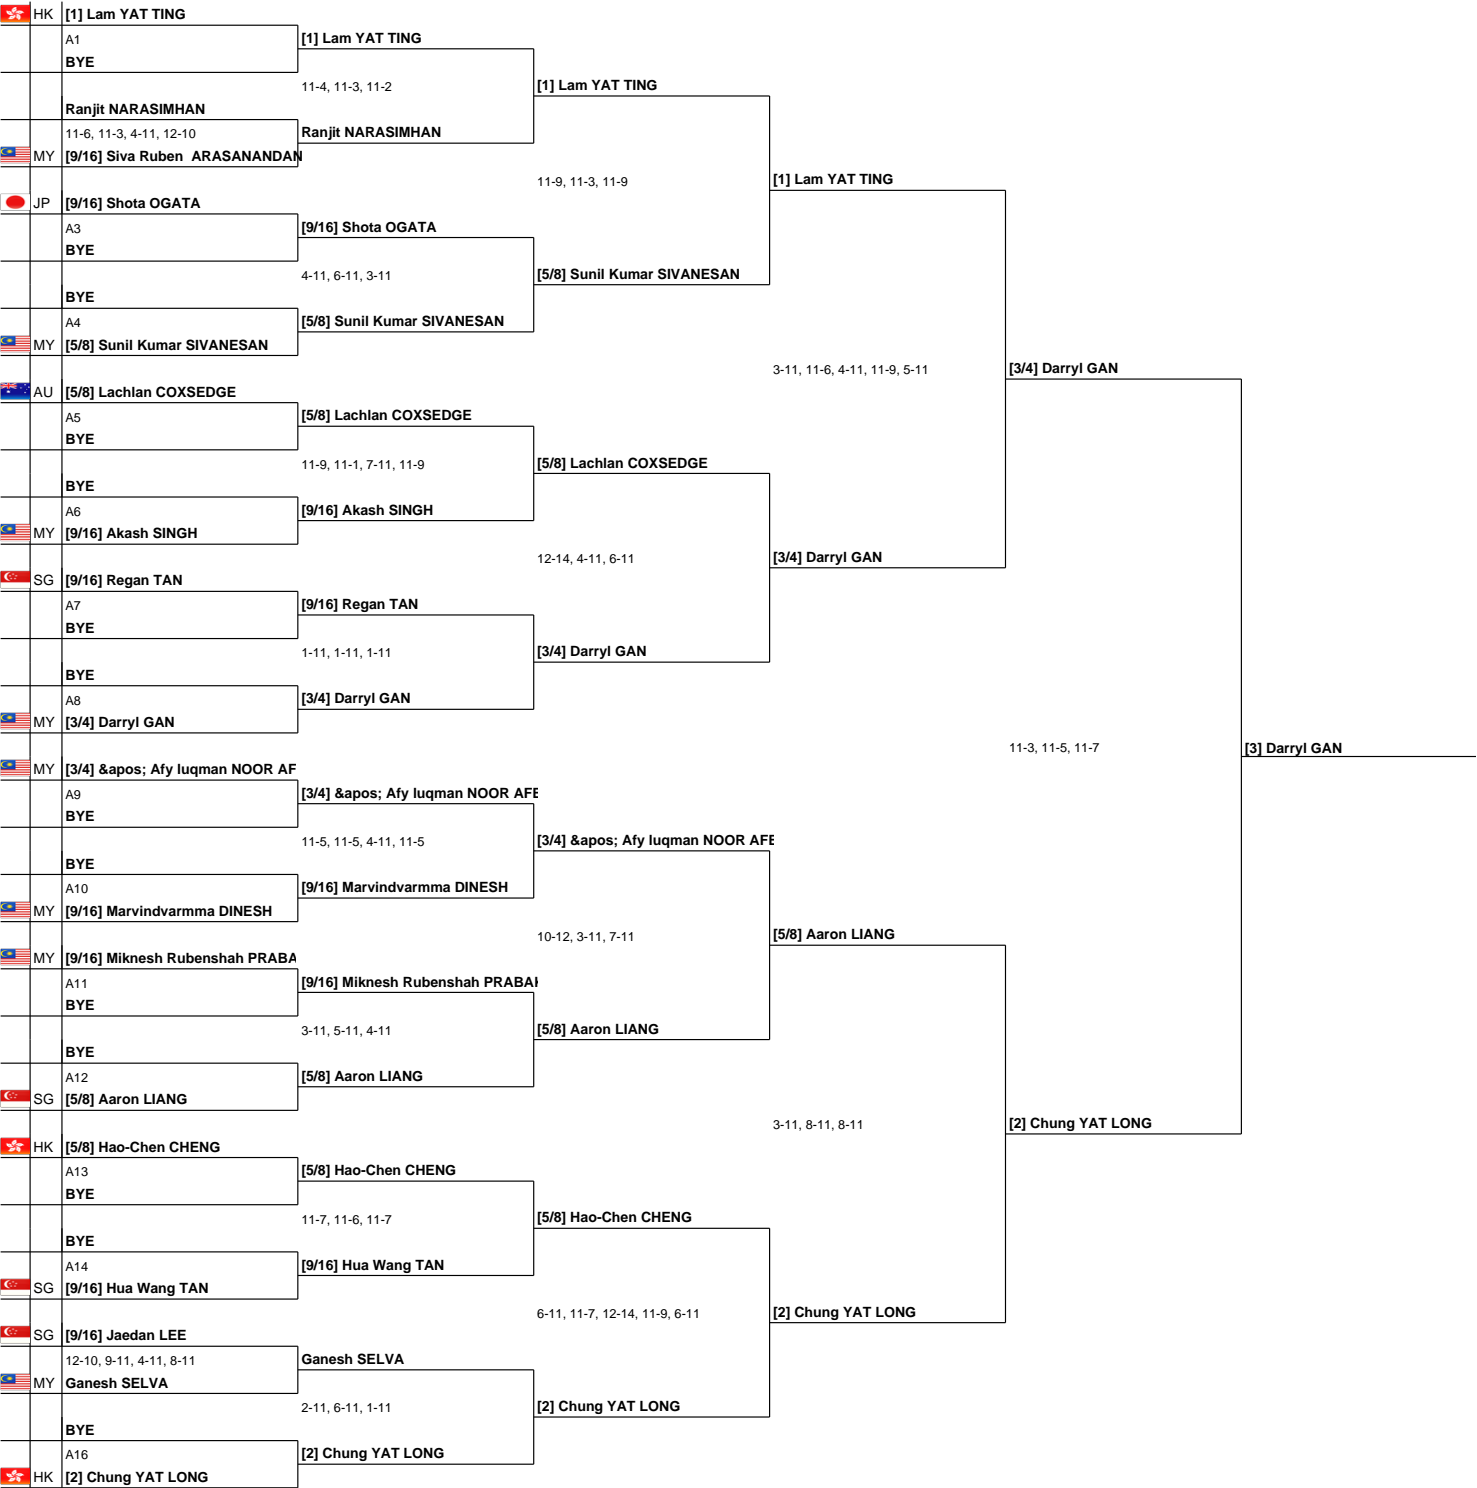 HK [1] Lam YAT TING
A1 [1] Lam YAT TING
BYE
11-4, 11-3, 11-2 [1] Lam YAT TING
Ranjit NARASIMHAN
11-6, 11-3, 4-11, 12-10 Ranjit NARASIMHAN
MY [9/16] Siva Ruben ARASANANDAN
11-9, 11-3, 11-9 [1] Lam YAT TING
JP [9/16] Shota OGATA
A3 [9/16] Shota OGATA
BYE
4-11, 6-11, 3-11 [5/8] Sunil Kumar SIVANESAN
BYE
A4 [5/8] Sunil Kumar SIVANESAN
MY [5/8] Sunil Kumar SIVANESAN
3-11, 11-6, 4-11, 11-9, 5-11 [3/4] Darryl GAN
AU [5/8] Lachlan COXSEDGE
A5 [5/8] Lachlan COXSEDGE
BYE
11-9, 11-1, 7-11, 11-9 [5/8] Lachlan COXSEDGE
BYE
A6 [9/16] Akash SINGH
MY [9/16] Akash SINGH
12-14, 4-11, 6-11 [3/4] Darryl GAN
SG [9/16] Regan TAN
A7 [9/16] Regan TAN
BYE
1-11, 1-11, 1-11 [3/4] Darryl GAN
BYE
A8 [3/4] Darryl GAN
MY [3/4] Darryl GAN
11-3, 11-5, 11-7 [3] Darryl GAN
MY [3/4] &apos; Afy luqman NOOR AF
A9 [3/4] &apos; Afy luqman NOOR AFE
BYE
11-5, 11-5, 4-11, 11-5 [3/4] &apos; Afy luqman NOOR AFE
BYE
A10 [9/16] Marvindvarmma DINESH
MY [9/16] Marvindvarmma DINESH
10-12, 3-11, 7-11 [5/8] Aaron LIANG
MY [9/16] Miknesh Rubenshah PRABA
A11 [9/16] Miknesh Rubenshah PRABAK
BYE
3-11, 5-11, 4-11 [5/8] Aaron LIANG
BYE
A12 [5/8] Aaron LIANG
SG [5/8] Aaron LIANG
3-11, 8-11, 8-11 [2] Chung YAT LONG
HK [5/8] Hao-Chen CHENG
A13 [5/8] Hao-Chen CHENG
BYE
11-7, 11-6, 11-7 [5/8] Hao-Chen CHENG
BYE
A14 [9/16] Hua Wang TAN
SG [9/16] Hua Wang TAN
6-11, 11-7, 12-14, 11-9, 6-11 [2] Chung YAT LONG
SG [9/16] Jaedan LEE
12-10, 9-11, 4-11, 8-11 Ganesh SELVA
MY Ganesh SELVA
2-11, 6-11, 1-11 [2] Chung YAT LONG
BYE
A16 [2] Chung YAT LONG
HK [2] Chung YAT LONG